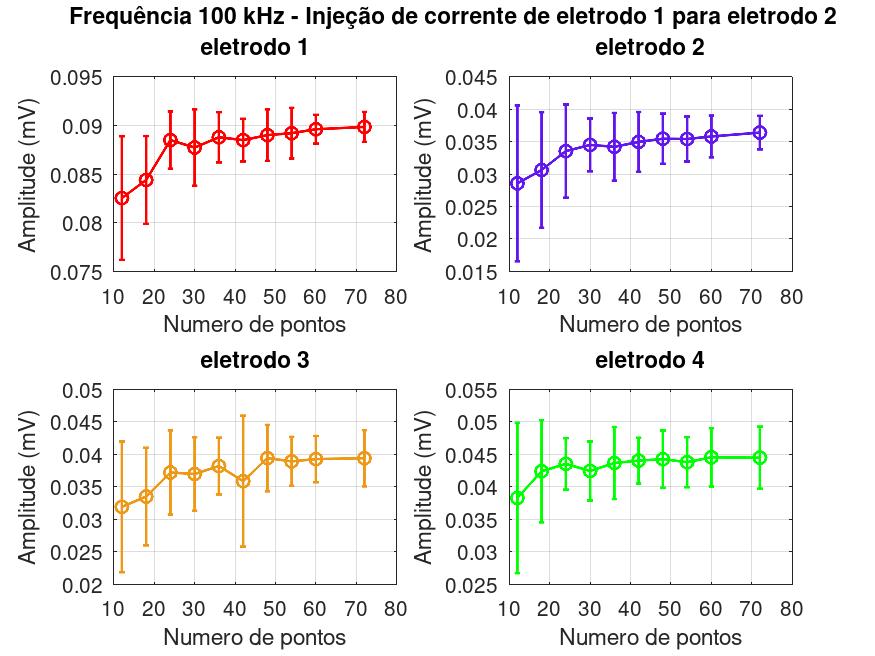 Frequência 100 kHz - Injeção de corrente de eletrodo 1 para eletrodo 2
eletrodo 1
0.095
0.09
0.085
0.08
0.075
Amplitude (mV)
10 20 30 40 50 60 70 80
Numero de pontos
eletrodo 2
0.045
0.04
0.035
0.03
0.025
0.02
0.015
Amplitude (mV)
10 20 30 40 50 60 70 80
Numero de pontos
eletrodo 3
0.05
0.045
0.04
0.035
0.03
0.025
0.02
Amplitude (mV)
10 20 30 40 50 60 70 80
Numero de pontos
eletrodo 4
0.055
0.05
0.045
0.04
0.035
0.03
0.025
Amplitude (mV)
10 20 30 40 50 60 70 80
Numero de pontos